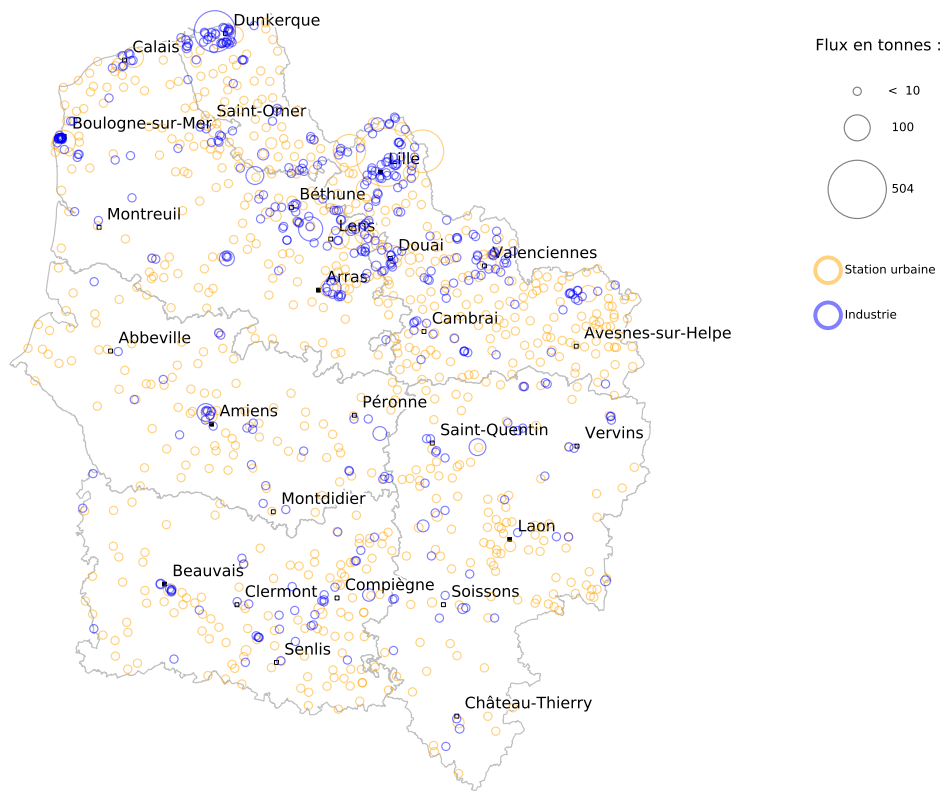 Dunkerque
Calais
Flux en tonnes :
< 10
Saint-Omer
Boulogne-sur-Mer
100
Lille
504
Béthune
Montreuil
Lens
Douai
Valenciennes
Station urbaine
Arras
Industrie
Cambrai
Avesnes-sur-Helpe
Abbeville
Péronne
Amiens
Saint-Quentin
Vervins
Montdidier
Laon
Beauvais
Compiègne
Clermont
Soissons
Senlis
Château-Thierry